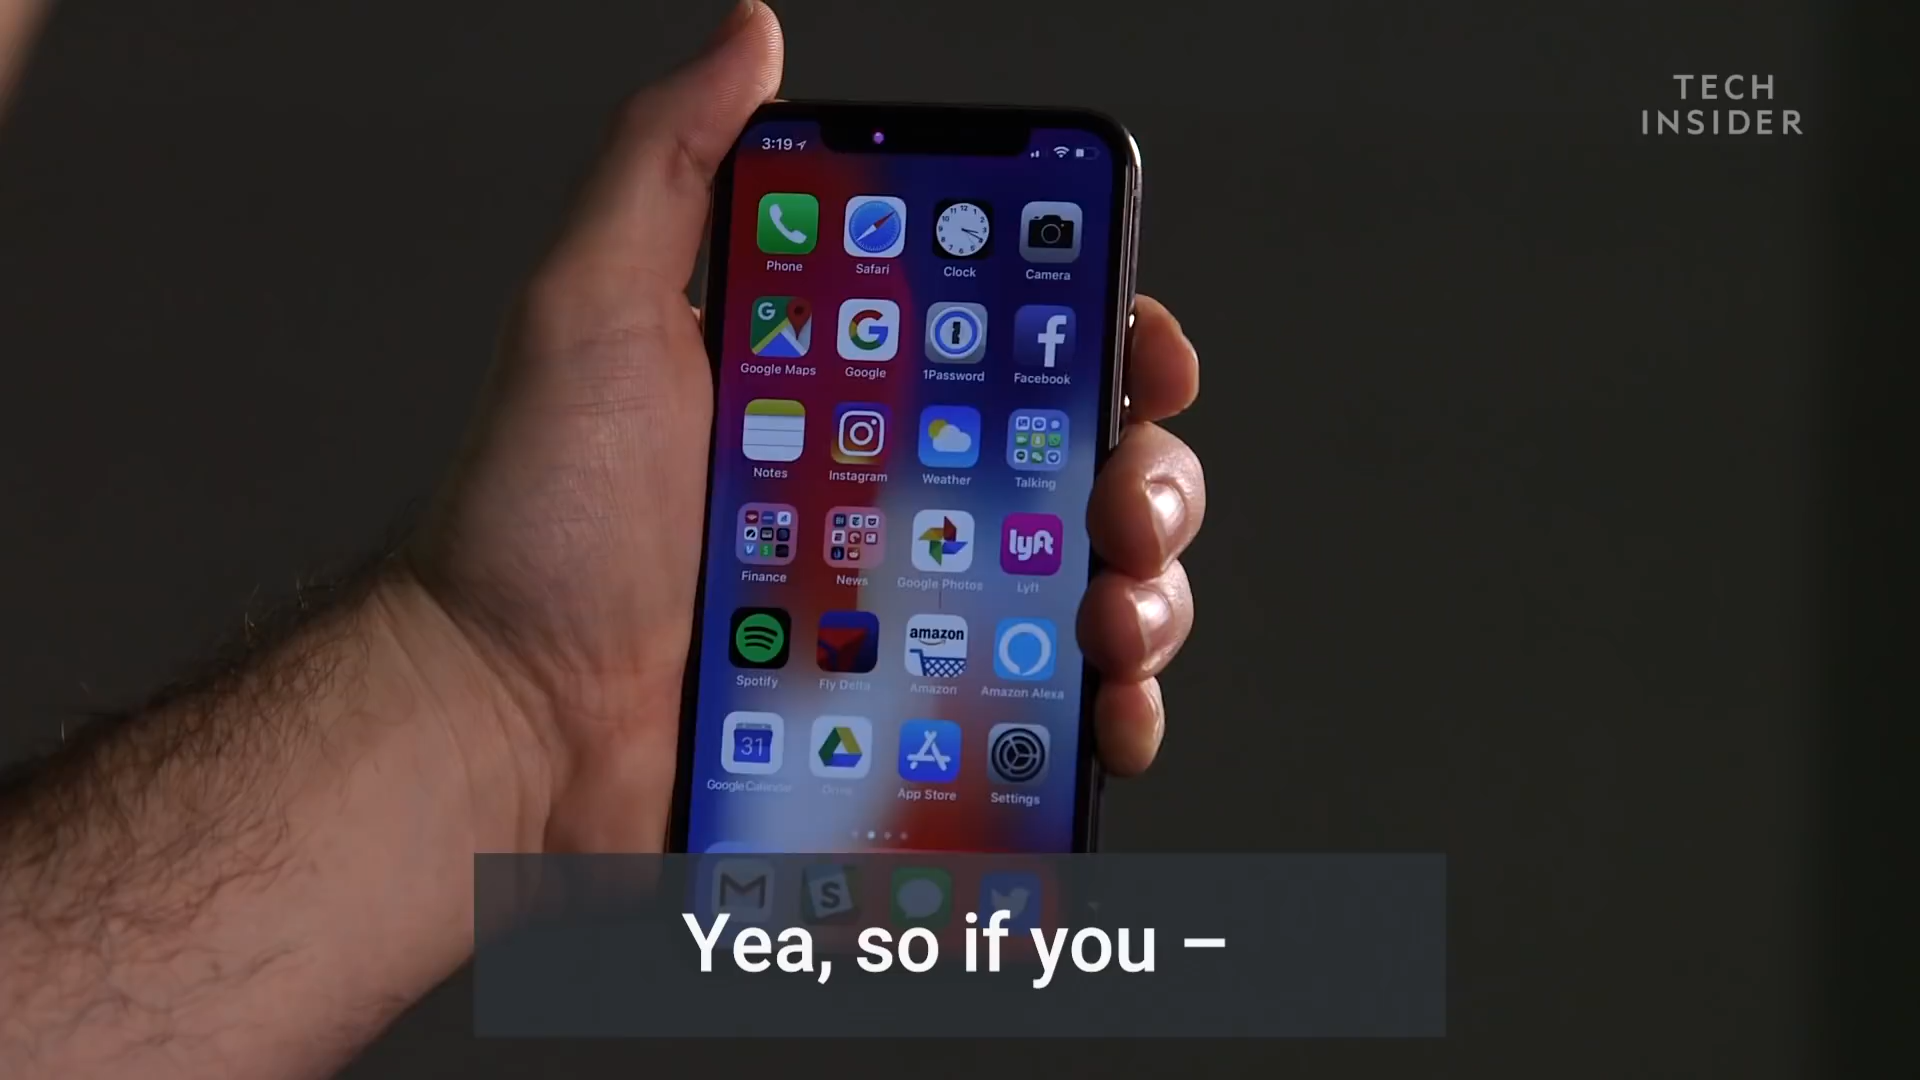 TECH
INSIDER
3:19
Phone
Safari
Clock
Camera
Google Maps
Google
1Password
Facebook
Notes
Instagram
Weather
Talking
lyft
Finance
News
Google Photos
Lyft
amazon
Spotify
Fly Delta
Amazon
Amazon Alexa
31
Google Calendar
Drive
App Store
Settings
Yea, so if you –